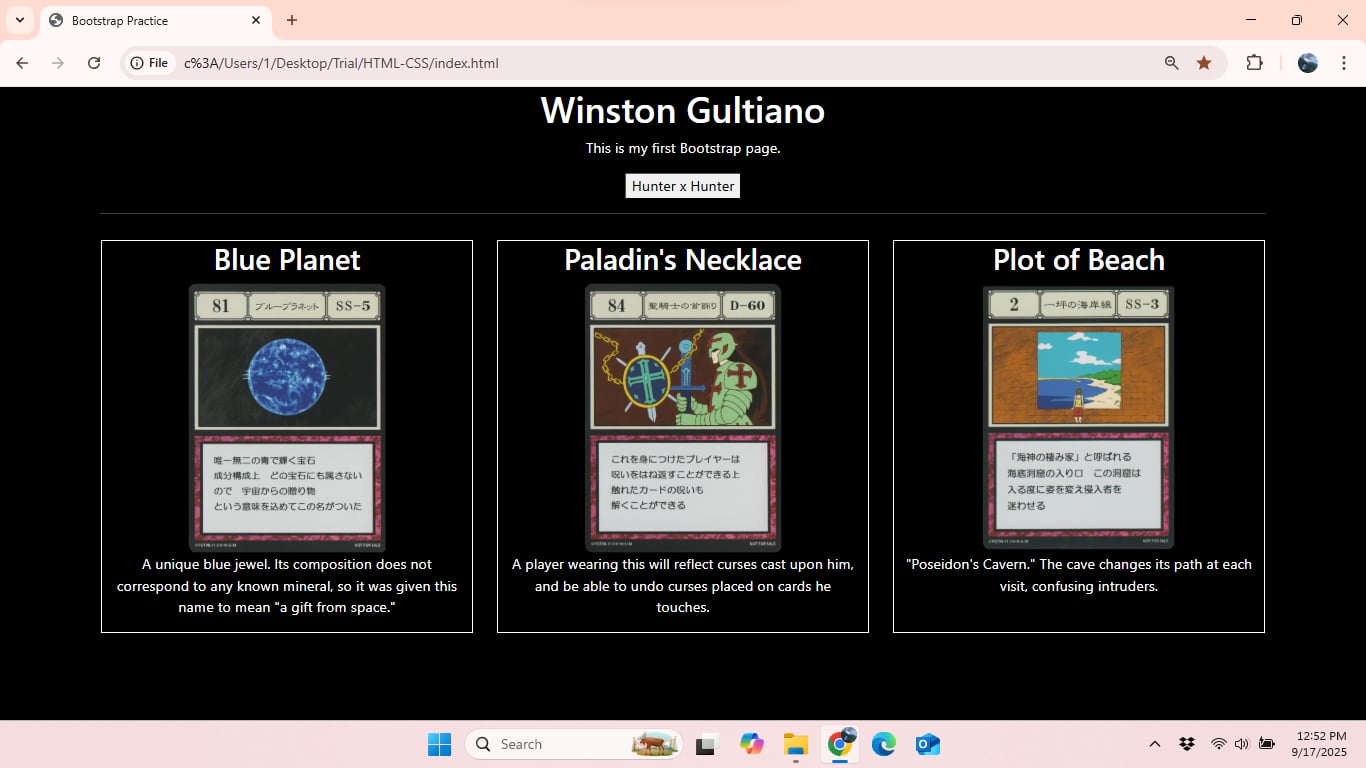 Bootstrap Practice
File
c%3A/Users/1/Desktop/Trial/HTML-CSS/index.html
Winston Gultiano
This is my first Bootstrap page.
Hunter x Hunter
Blue Planet
81
ブループラネット
SS-5
唯一無二の青で輝く宝石
成分構成上 どの宝石にも属さない
ので 宇宙からの贈り物
という意味を込めてこの名がついた
NOT FOR SALE
A unique blue jewel. Its composition does not
correspond to any known mineral, so it was given this
name to mean "a gift from space."
Paladin's Necklace
84
聖騎士の首飾り
D-60
これを身につけたプレイヤーは
呪いをはね返すことができる上
触れたカードの呪いも
解くことができる
NOT FOR SALE
A player wearing this will reflect curses cast upon him,
and be able to undo curses placed on cards he
touches.
Plot of Beach
2
一坪の海岸線
SS-3
「海神の棲み家」と呼ばれる
海底洞窟の入り口 この洞窟は
入る度に姿を変え侵入者を
迷わせる
NOT FOR SALE
"Poseidon's Cavern." The cave changes its path at each
visit, confusing intruders.
Search
12:52 PM
9/17/2025